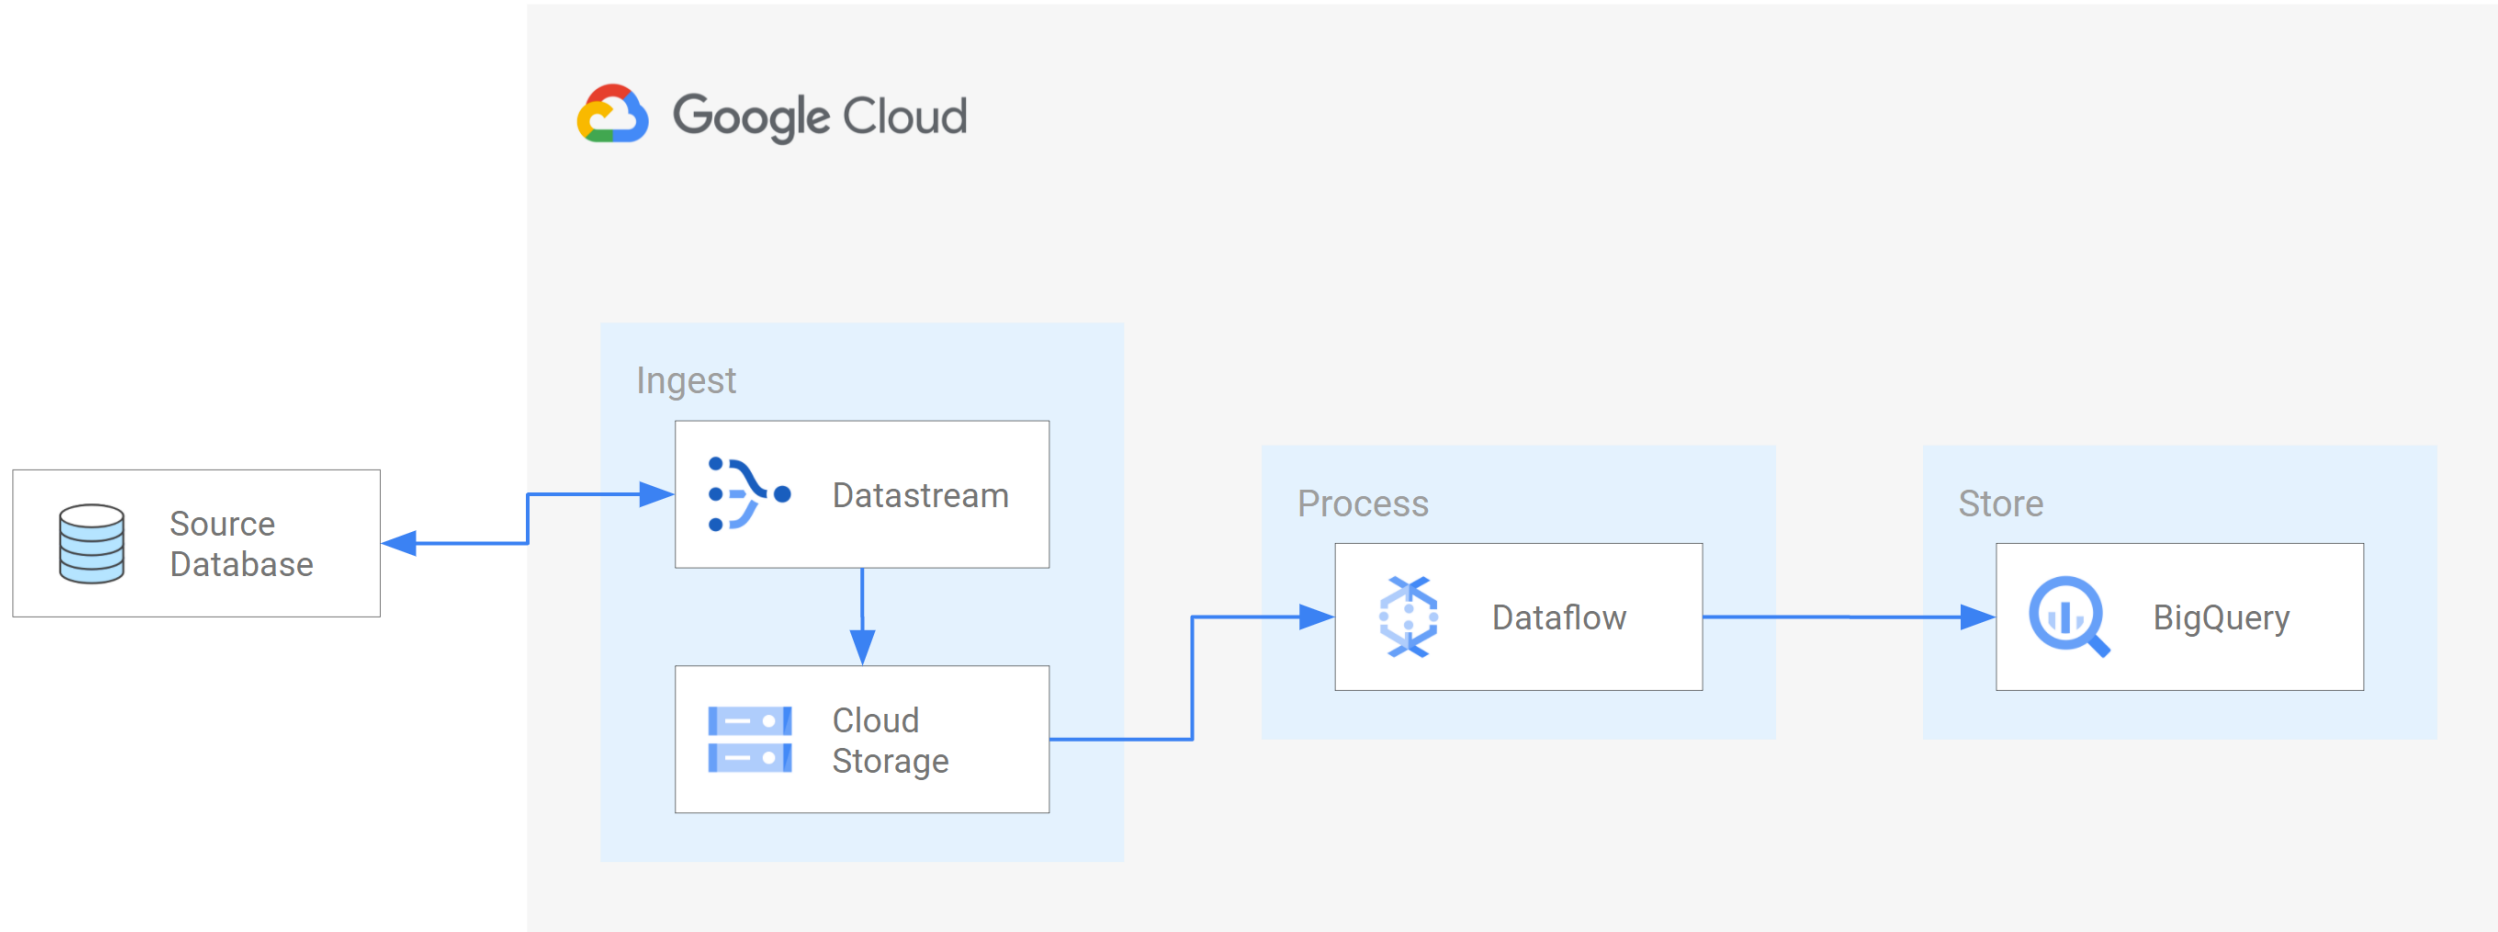 Google Cloud
Ingest
Datastream
Source
Database
Cloud
Storage
Process
Dataflow
Store
BigQuery